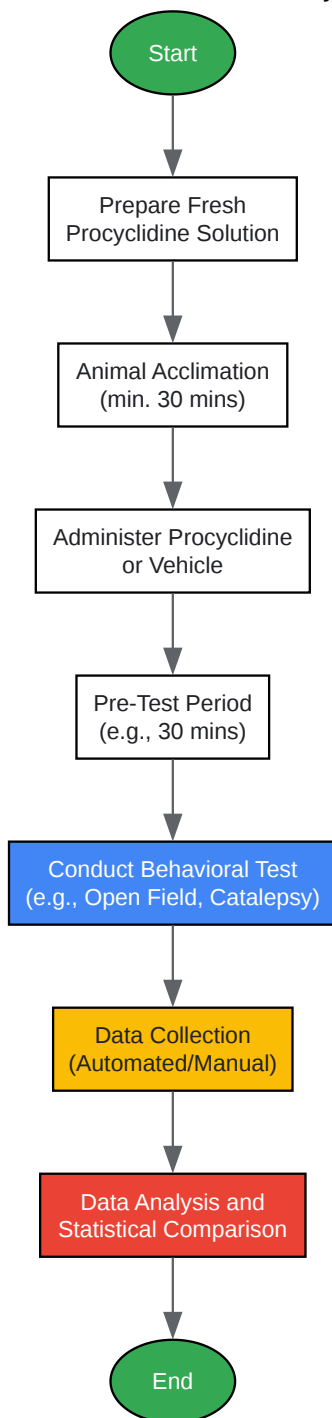 Start
Prepare Fresh
Procyclidine Solution
Animal Acclimation
(min. 30 mins)
Administer Procyclidine
or Vehicle
Pre-Test Period
(e.g., 30 mins)
Conduct Behavioral Test
(e.g., Open Field, Catalepsy)
Data Collection
(Automated/Manual)
Data Analysis and
Statistical Comparison
End